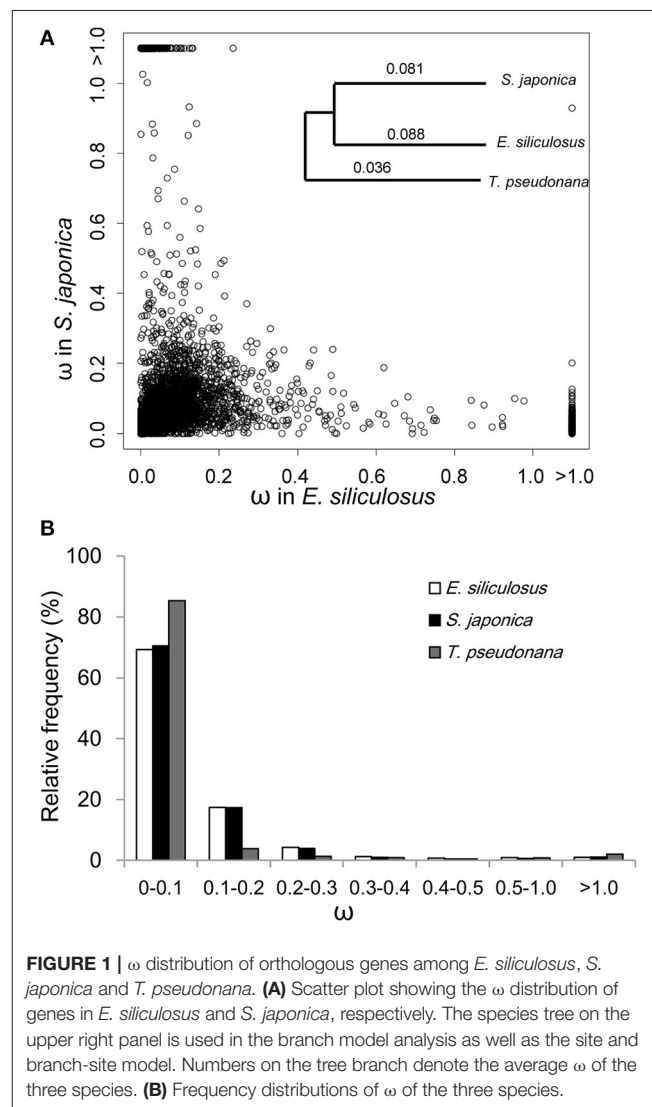 A
ω in S. japonica
0.0 0.2 0.4 0.6 0.8 1.0 >1.0
0.081
S. japonica
0.088
E. siliculosus
0.036
T. pseudonana
0.0 0.2 0.4 0.6 0.8 1.0 >1.0
ω in E. siliculosus
B
Relative frequency (%)
100
80
60
40
20
0
E. siliculosus
S. japonica
T. pseudonana
0-0.1 0.1-0.2 0.2-0.3 0.3-0.4 0.4-0.5 0.5-1.0 >1.0
ω
FIGURE 1 | ω distribution of orthologous genes among E. siliculosus, S.
japonica and T. pseudonana. (A) Scatter plot showing the ω distribution of
genes in E. siliculosus and S. japonica, respectively. The species tree on the
upper right panel is used in the branch model analysis as well as the site and
branch-site model. Numbers on the tree branch denote the average ω of the
three species. (B) Frequency distributions of ω of the three species.